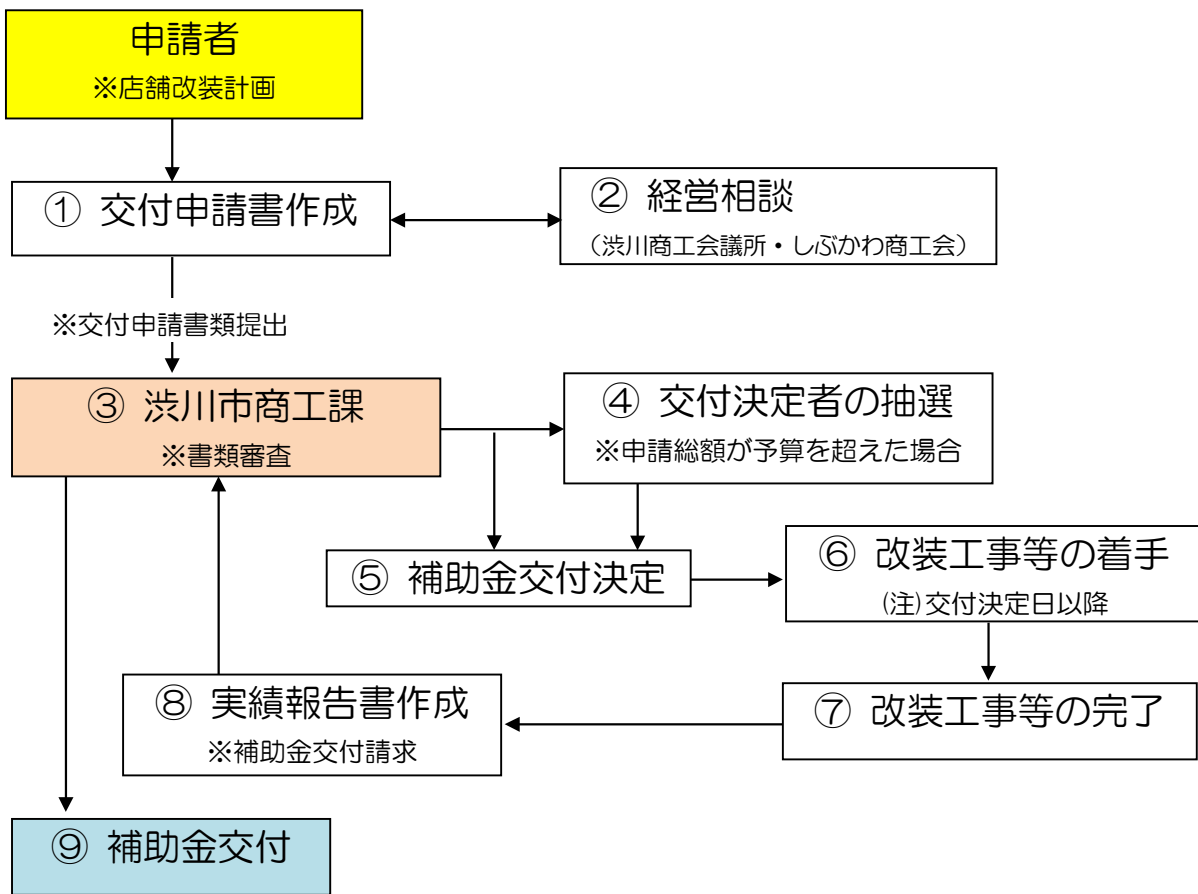 申請者
※店舗改装計画
① 交付申請書作成
② 経営相談
（渋川商工会議所・しぶかわ商工会）
※交付申請書類提出
③ 渋川市商工課
※書類審査
④ 交付決定者の抽選
※申請総額が予算を超えた場合
⑤ 補助金交付決定
⑥ 改装工事等の着手
(注)交付決定日以降
⑦ 改装工事等の完了
⑧ 実績報告書作成
※補助金交付請求
⑨ 補助金交付